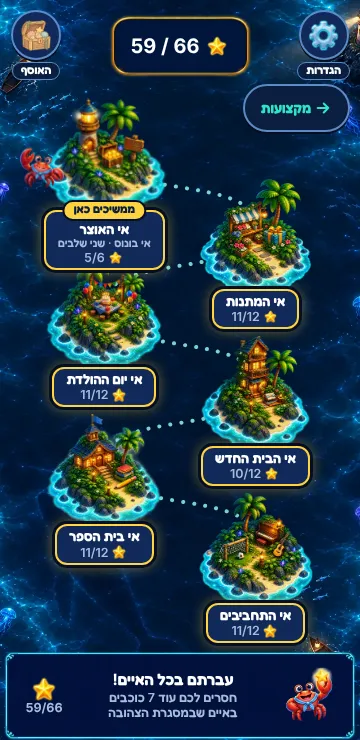 59 / 66
האוסף
הגדרות
מקצועות →
ממשיכים כאן
אי האוצר
אי בונוס · שני שלבים
5/6
אי המתנות
11/12
אי יום ההולדת
11/12
אי הבית החדש
10/12
אי בית הספר
11/12
אי התחביבים
11/12
עברתם בכל האיים!
חסרים לכם עוד 7 כוכבים
באיים שבמסגרת הצהובה
59/66